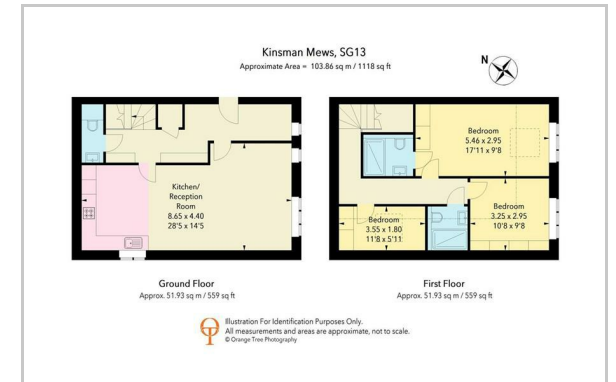 Kinsman Mews, SG13
Approximate Area = 103.86 sq m / 1118 sq ft
N
Kitchen/
Reception
Room
8.65 x 4.40
28'5 x 14'5
Bedroom
5.46 x 2.95
17'11 x 9'8
Bedroom
3.55 x 1.80
11'8 x 5'11
Bedroom
3.25 x 2.95
10'8 x 9'8
Ground Floor
Approx. 51.93 sq m / 559 sq ft
First Floor
Approx. 51.93 sq m / 559 sq ft
Illustration For Identification Purposes Only.
All measurements and areas are approximate, not to scale.
© Orange Tree Photography